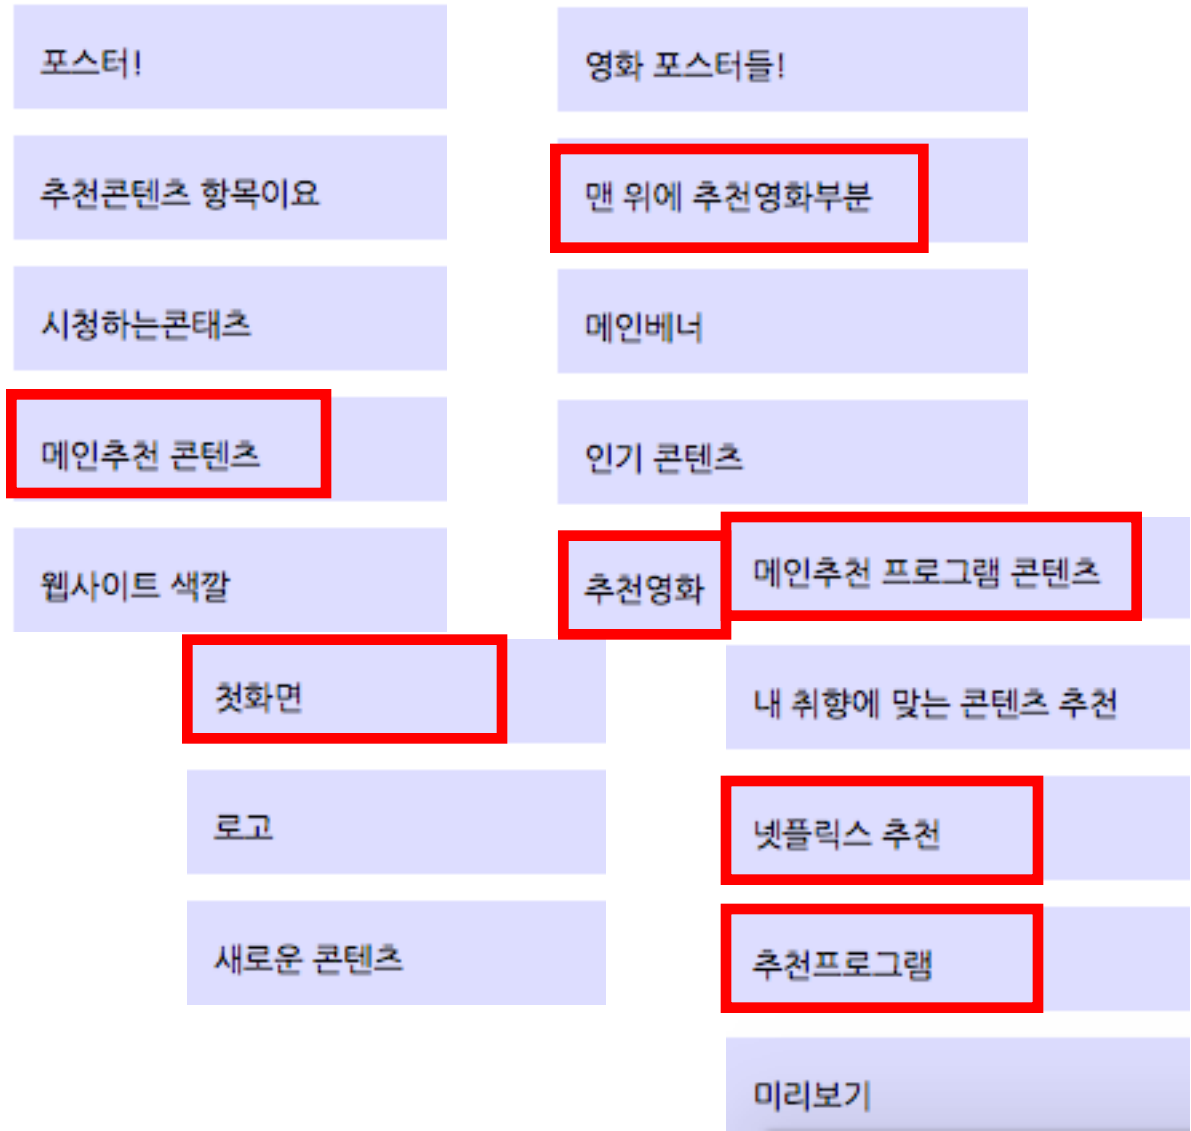 포스터!
추천콘텐츠 항목이요
시청하는콘태츠
메인추천 콘텐츠
웹사이트 색깔
영화 포스터들!
맨 위에 추천영화부분
메인베너
인기 콘텐츠
추천영화
첫화면
로고
새로운 콘텐츠
메인추천 프로그램 콘텐츠
내 취향에 맞는 콘텐츠 추천
넷플릭스 추천
추천프로그램
미리보기